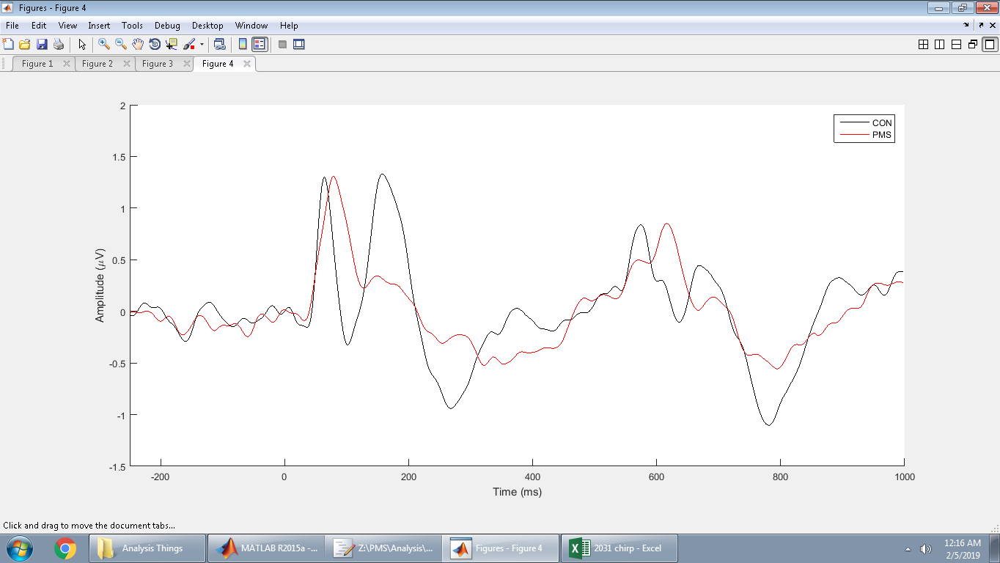 Figures - Figure 4
File Edit View Insert Tools Debug Desktop Window Help
Figure 1 Figure 2 Figure 3 Figure 4
CON
PMS
2
1.5
1
0.5
0
-0.5
-1
-1.5
Amplitude (μV)
-200 0 200 400 600 800 1000
Time (ms)
Click and drag to move the document tabs...
Analysis Things
MATLAB R2015a -...
Z:\PMS\Analysis\...
Figures - Figure 4
2031 chirp - Excel
12:16 AM
2/5/2019